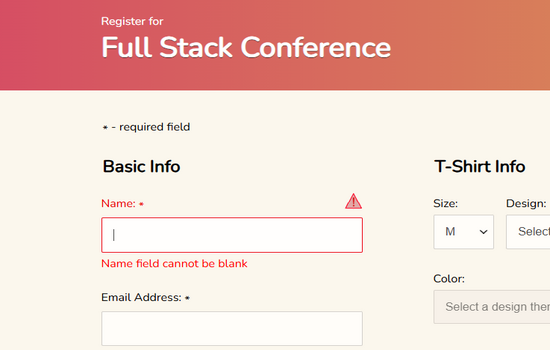 Register for
Full Stack Conference
* - required field
Basic Info
Name: *
Name field cannot be blank
Email Address: *
T-Shirt Info
Size:
Design:
M
Select
Color:
Select a design